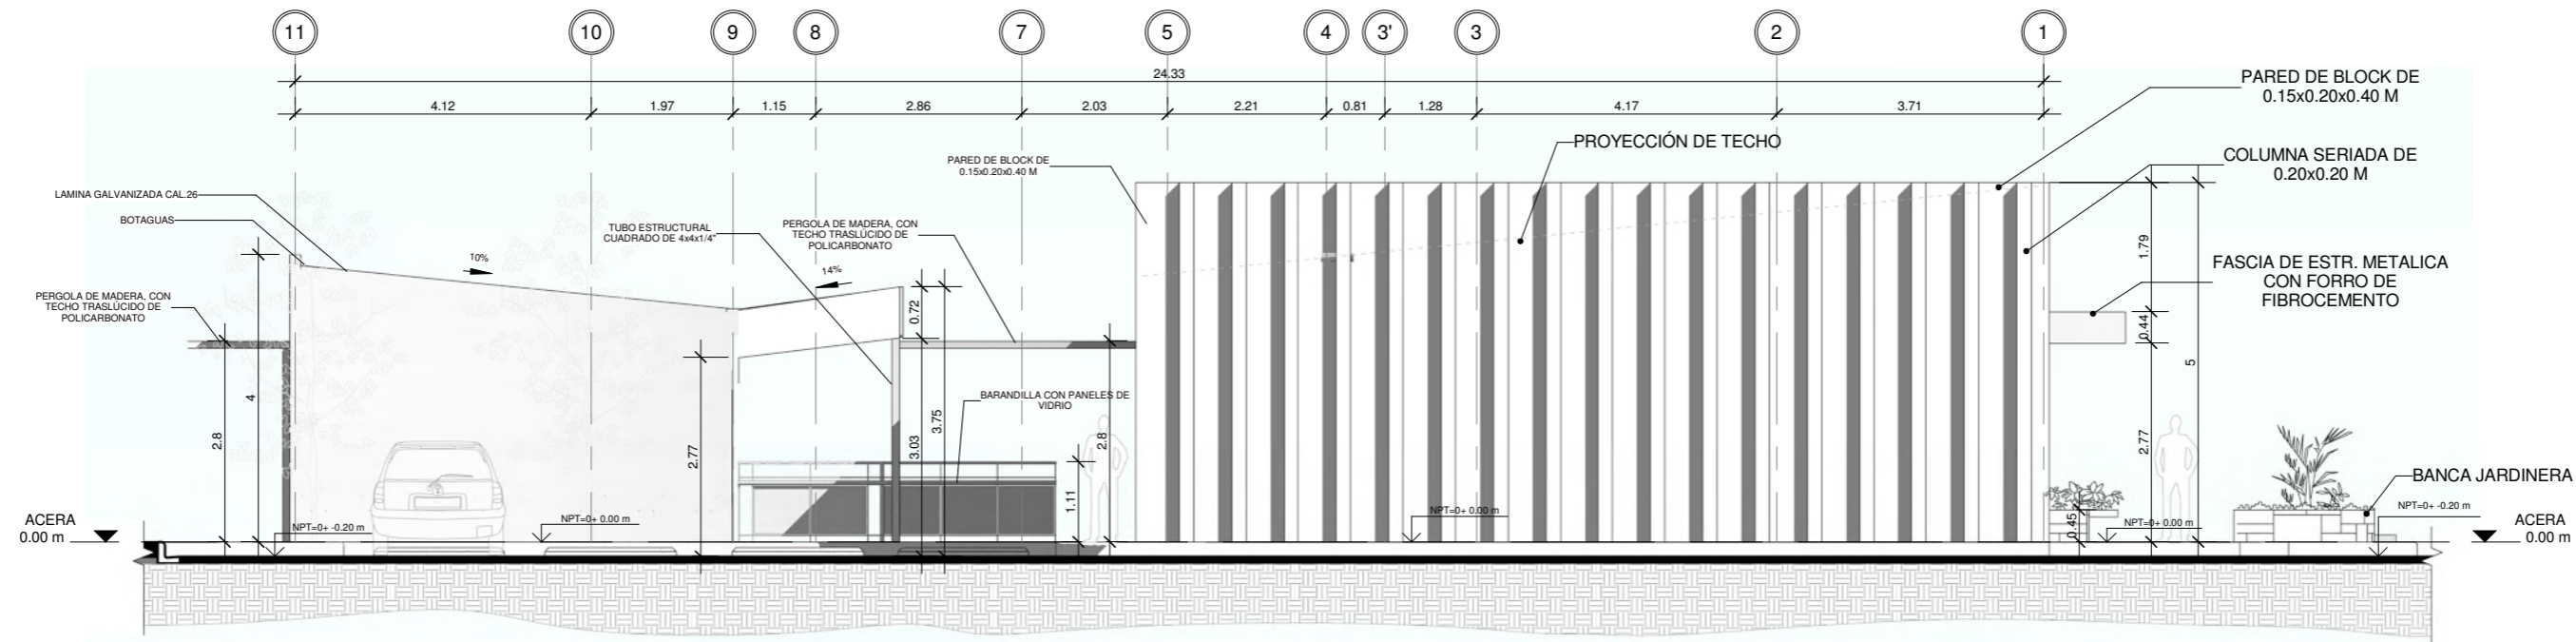 11
10
9
8
7
5
4
3'
3
2
1
24.33
4.12
1.97
1.15
2.86
2.03
2.21
0.81
1.28
4.17
3.71
PARED DE BLOCK DE
0.15x0.20x0.40 M
PROYECCIÓN DE TECHO
COLUMNA SERIADA DE
0.20x0.20 M
PARED DE BLOCK DE
0.15x0.20x0.40 M
LAMINA GALVANIZADA CAL.26
BOTAGUAS
TUBO ESTRUCTURAL
CUADRADO DE 4x4x1/4"
PERGOLA DE MADERA, CON
TECHO TRASLÚCIDO DE
POLICARBONATO
10%
14%
1.79
FASCIA DE ESTR. METALICA
CON FORRO DE
FIBROCEMENTO
PERGOLA DE MADERA, CON
TECHO TRASLÚCIDO DE
POLICARBONATO
0.72
0.44
5
4
2.8
2.77
3.03
3.75
BARANDILLA CON PANELES DE
VIDRIO
2.8
1.11
2.77
BANCA JARDINERA
ACERA
0.00 m
NPT=0+ -0.20 m
NPT=0+ 0.00 m
NPT=0+ 0.00 m
0.45
NPT=0+ 0.00 m
NPT=0+ -0.20 m
ACERA
0.00 m